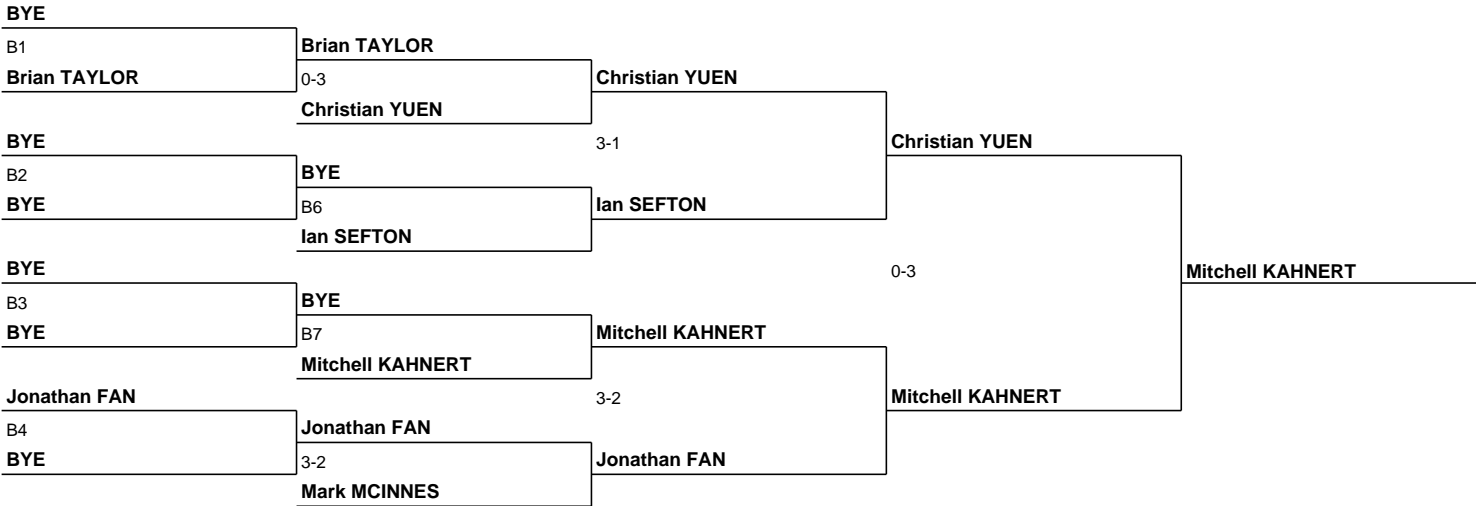 BYE
B1
Brian TAYLOR
BYE
B2
BYE
BYE
B3
BYE
Jonathan FAN
B4
BYE
Brian TAYLOR
0-3
Christian YUEN
BYE
B6
Ian SEFTON
BYE
B7
Mitchell KAHNERT
Jonathan FAN
3-2
Mark MCINNES
Christian YUEN
3-1
Ian SEFTON
Mitchell KAHNERT
3-2
Jonathan FAN
Christian YUEN
0-3
Mitchell KAHNERT
Mitchell KAHNERT